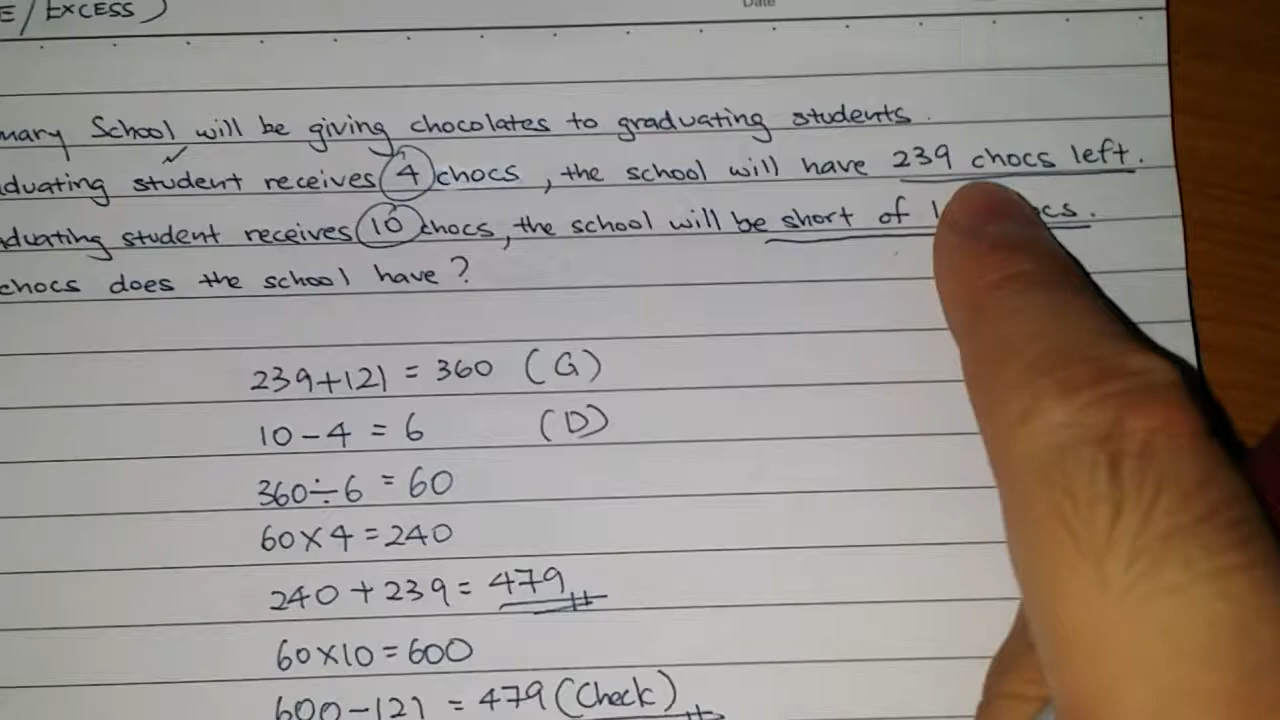 E/EXCESS)
Date
mary School will be giving chocolates to graduating students.
duating student receives 4 chocs, the school will have 239 chocs left.
duating student receives 10 chocs, the school will be short of
chocs does the school have?
239+121 = 360 (G)
10-4 = 6 (D)
360÷6 = 60
60×4 = 240
240 + 239 = 479
60×10 = 600
600-121 = 479 (Check)